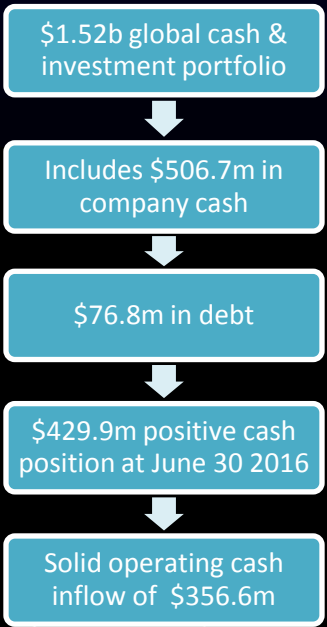 $1.52b global cash &
investment portfolio
Includes $506.7m in
company cash
$76.8m in debt
$429.9m positive cash
position at June 30 2016
Solid operating cash
inflow of $356.6m